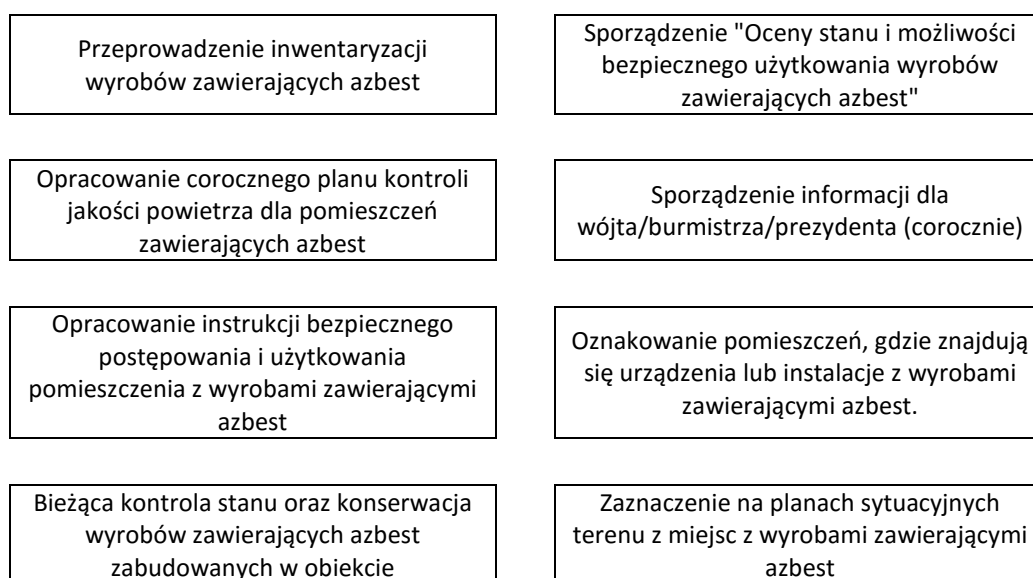 Przeprowadzenie inwentaryzacji
wyrobów zawierających azbest
Sporządzenie "Oceny stanu i możliwości
bezpiecznego użytkowania wyrobów
zawierających azbest"
Opracowanie corocznego planu kontroli
jakości powietrza dla pomieszczeń
zawierających azbest
Sporządzenie informacji dla
wójta/burmistrza/prezydenta (corocznie)
Opracowanie instrukcji bezpiecznego
postępowania i użytkowania
pomieszczenia z wyrobami zawierającymi
azbest
Oznakowanie pomieszczeń, gdzie znajdują
się urządzenia lub instalacje z wyrobami
zawierającymi azbest.
Bieżąca kontrola stanu oraz konserwacja
wyrobów zawierających azbest
zabudowanych w obiekcie
Zaznaczenie na planach sytuacyjnych
terenu z miejsc z wyrobami zawierającymi
azbest